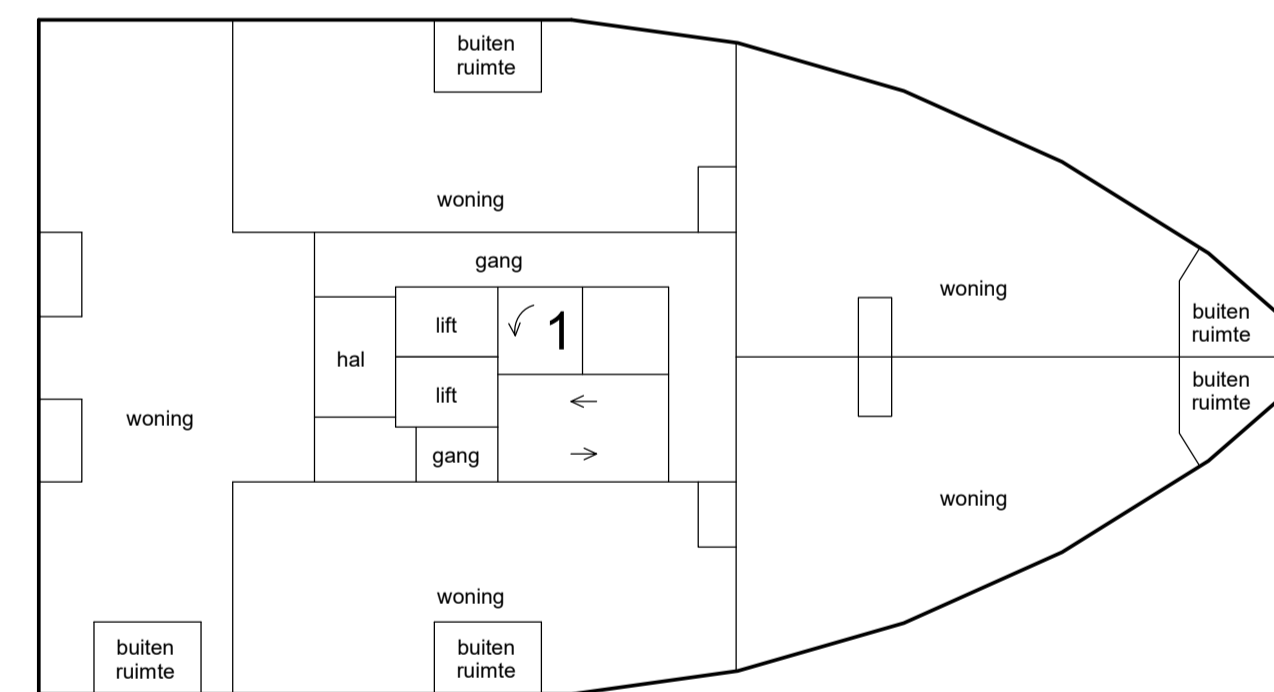 buiten
ruimte
woning
gang
woning
lift
1
buiten
ruimte
hal
lift
buiten
ruimte
woning
gang
woning
woning
buiten
ruimte
buiten
ruimte